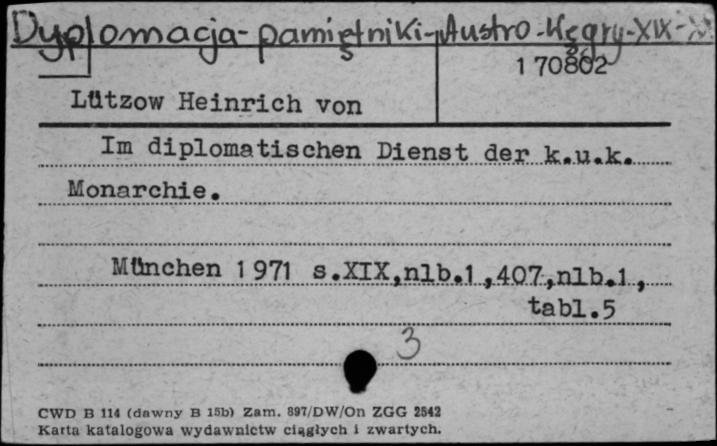 Dyplomacja - pamiętniki - Austro - Węgry - XIX -
170802
Lützow Heinrich von
Im diplomatischen Dienst der k.u.k.
Monarchie.
München 1971 s.XIX,nlb.1,407,nlb.1,
tabl.5
3
CWD B 114 (dawny B 15b) Zam. 897/DW/On ZGG 2542
Karta katalogowa wydawnictw ciągłych i zwartych.